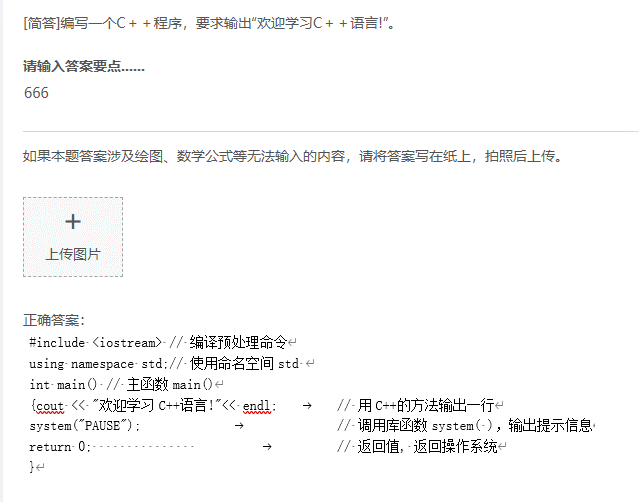 [简答]编写一个C＋＋程序，要求输出“欢迎学习C＋＋语言!”。
请输入答案要点......
666
如果本题答案涉及绘图、数学公式等无法输入的内容，请将答案写在纸上，拍照后上传。
+
上传图片
正确答案：
#include <iostream> // 编译预处理命令↵
using namespace std;// 使用命名空间 std ↵
int main() // 主函数 main()↵
{cout << "欢迎学习 C++语言!"<< endl; → // 用 C++的方法输出一行↵
system("PAUSE"); → // 调用库函数 system( )，输出提示信息
return 0; → // 返回值，返回操作系统↵
}↵